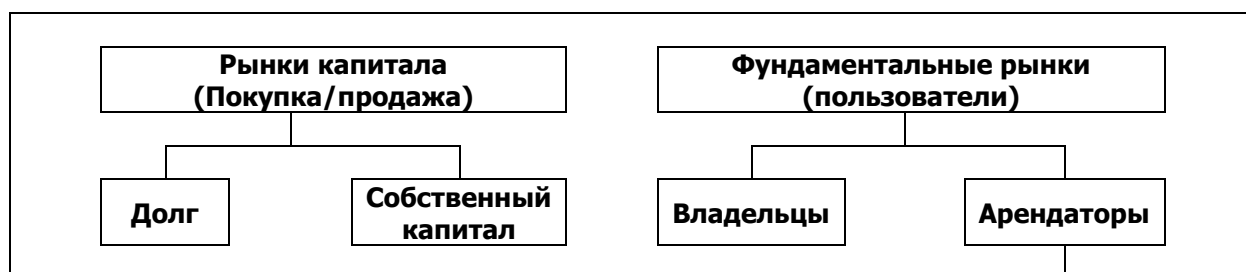 Рынки капитала
(Покупка/продажа)
Фундаментальные рынки
(пользователи)
Долг
Собственный
капитал
Владельцы
Арендаторы